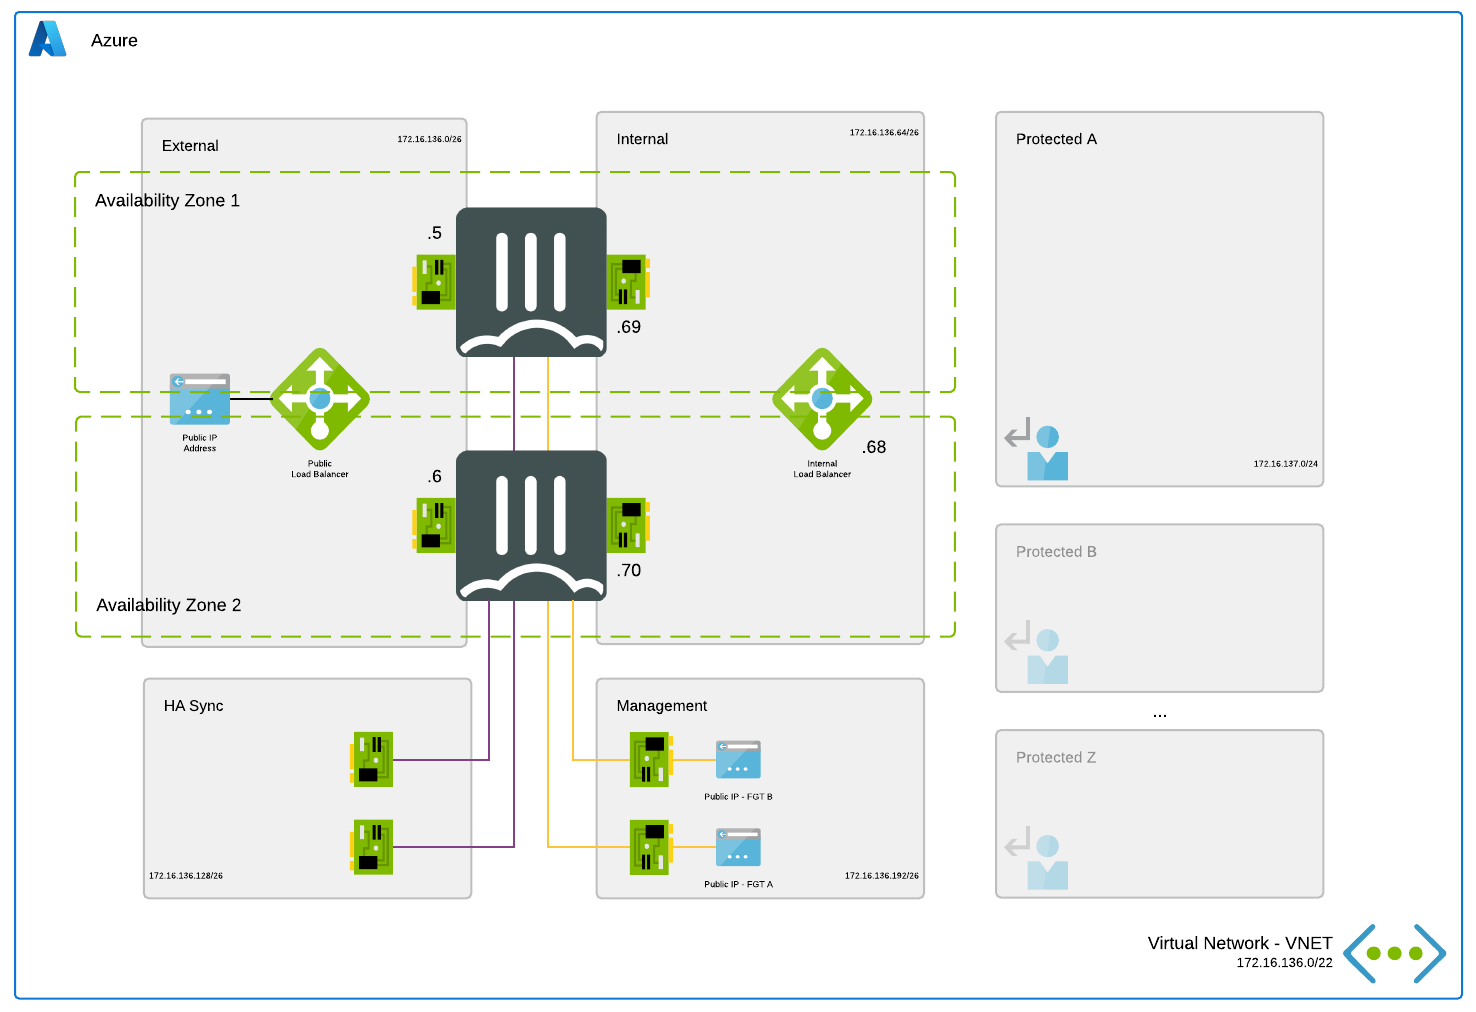 Azure
External
172.16.136.0/26
Internal
172.16.136.64/26
Protected A
Availability Zone 1
.5
.69
Public IP
Address
Public
Load Balancer
Internal
Load Balancer
.68
172.16.137.0/24
.6
.70
Availability Zone 2
Protected B
...
HA Sync
172.16.136.128/26
Management
Public IP - FGT B
Public IP - FGT A
172.16.136.192/26
Protected Z
Virtual Network - VNET
172.16.136.0/22